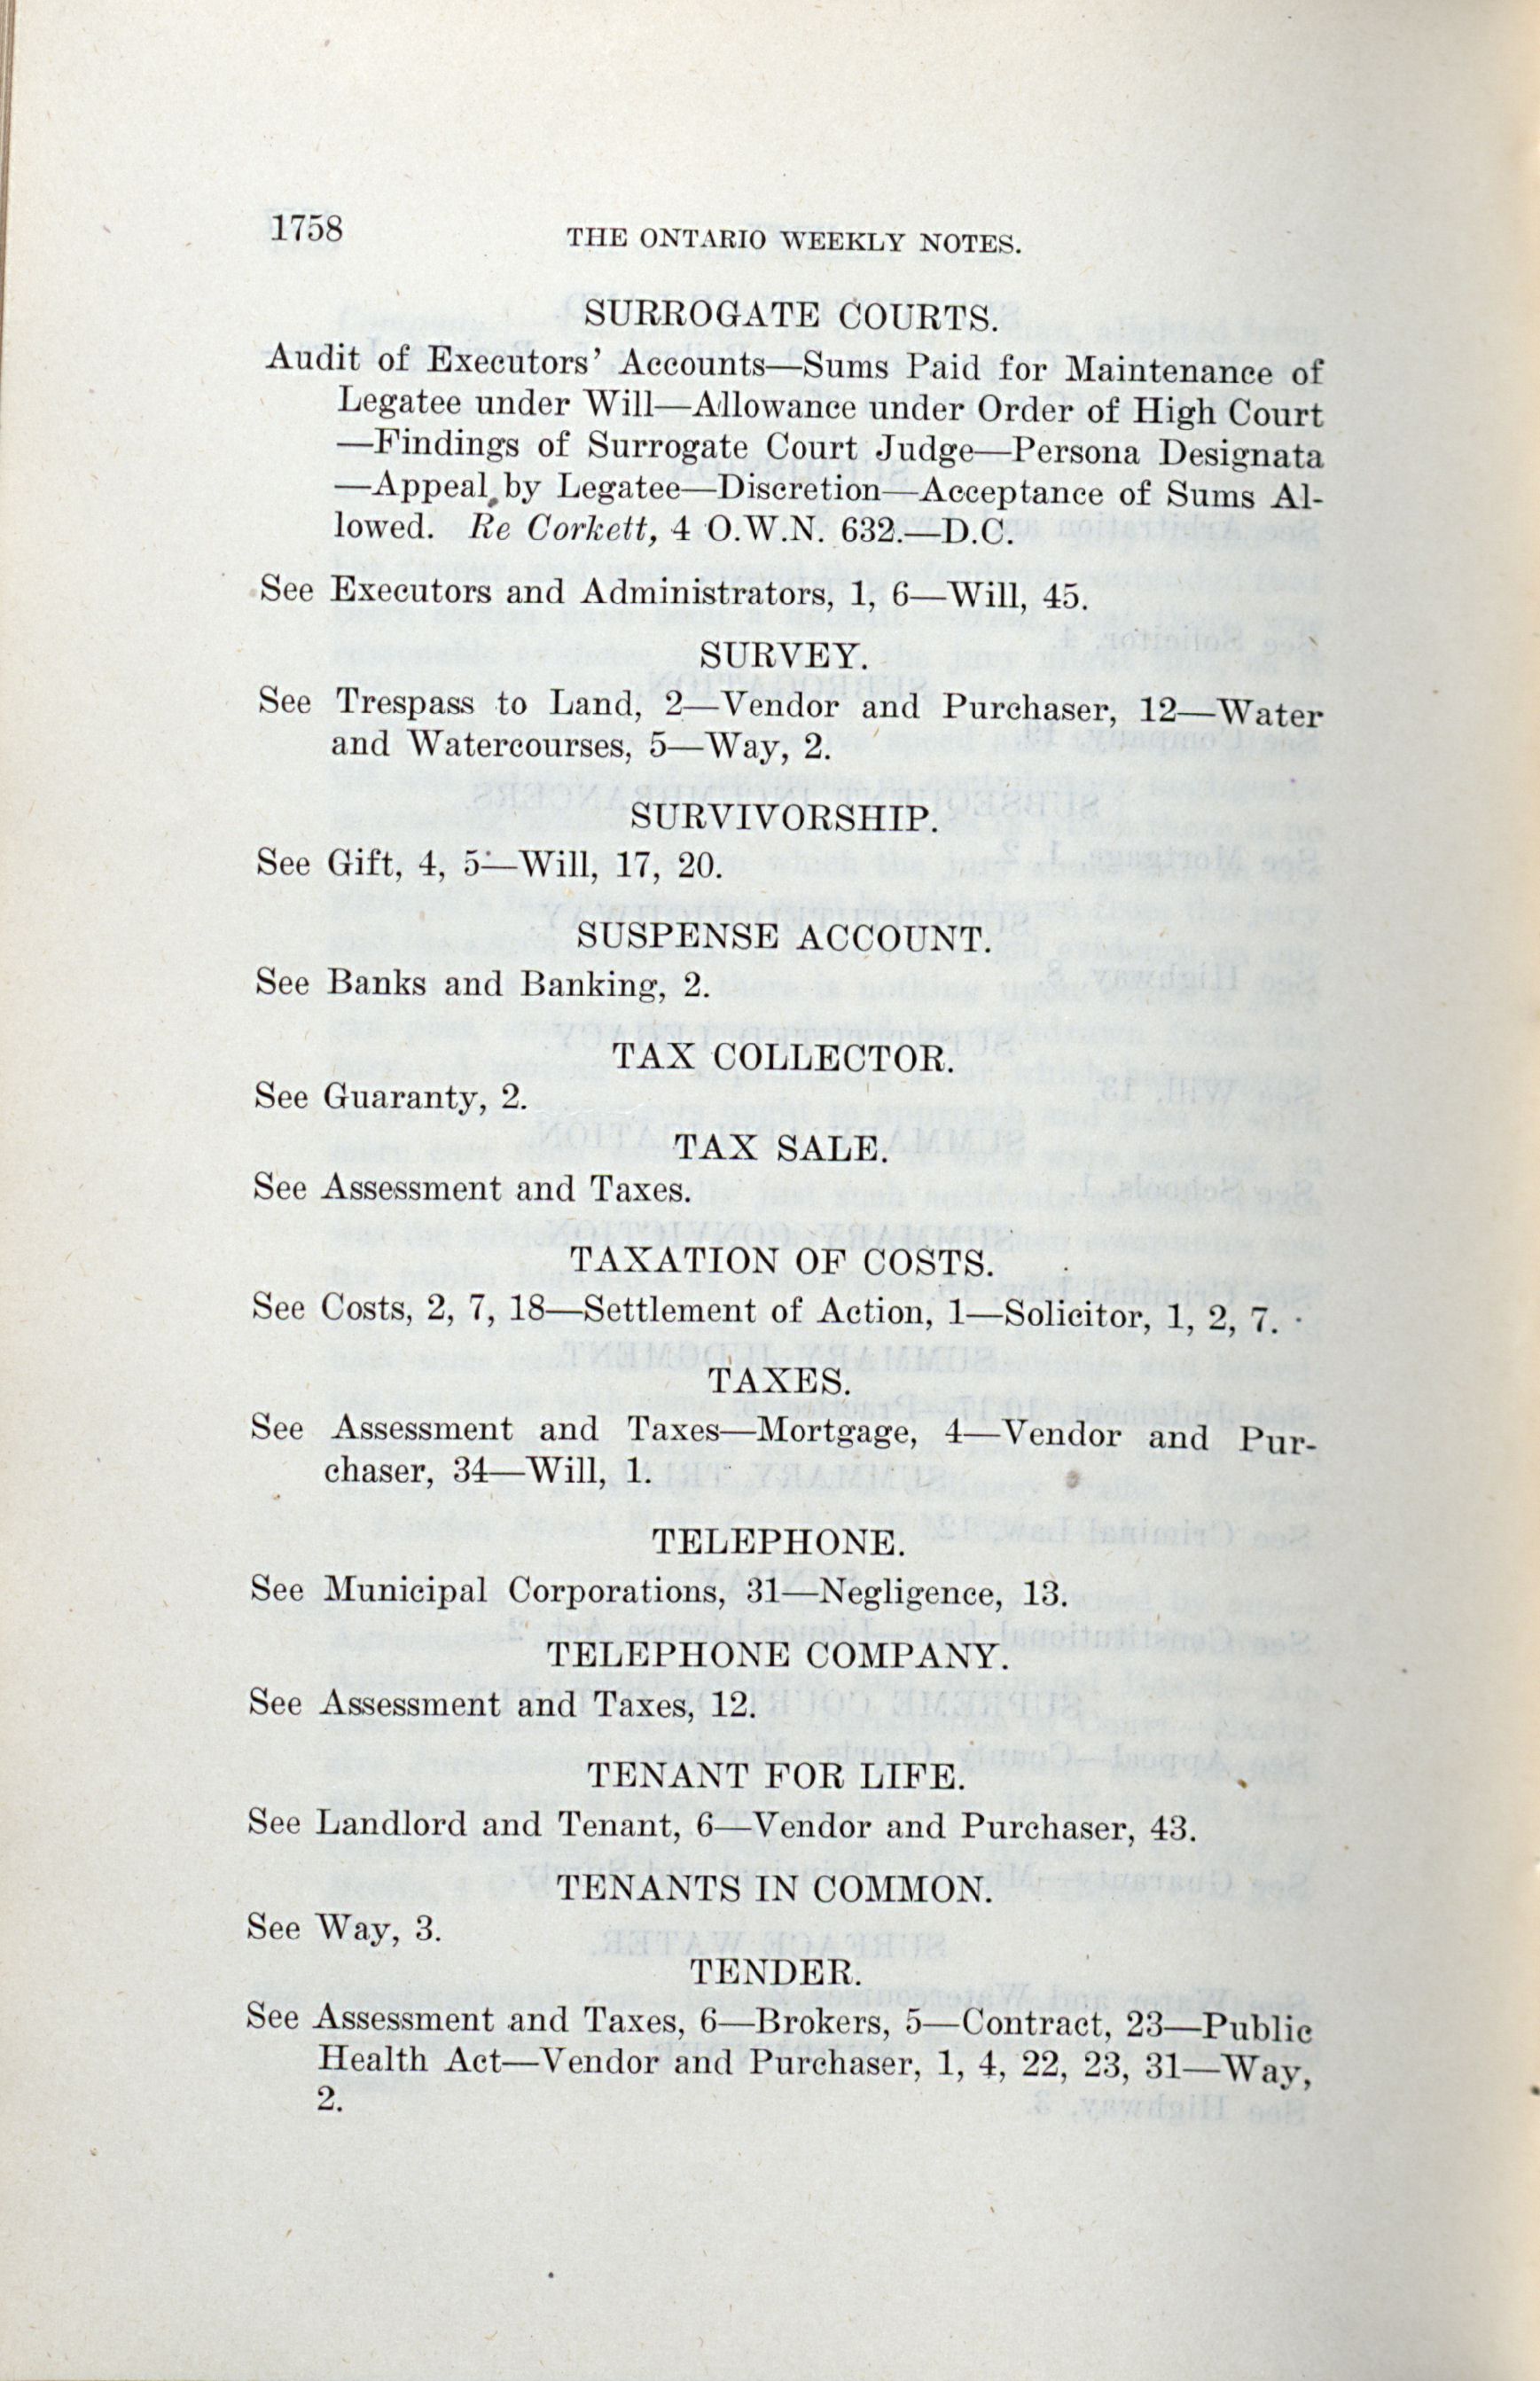 1758
THE ONTARIO WEEKLY NOTES.
SURROGATE COURTS.
Audit of Executors' Accounts—Sums Paid for Maintenance of
Legatee under Will—Allowance under Order of High Court
—Findings of Surrogate Court Judge—Persona Designata
—Appeal by Legatee—Discretion—Acceptance of Sums Al-
lowed. Re Corkett, 4 O.W.N. 632.—D.C.
See Executors and Administrators, 1, 6—Will, 45.
SURVEY.
See Trespass to Land, 2—Vendor and Purchaser, 12—Water
and Watercourses, 5—Way, 2.
SURVIVORSHIP.
See Gift, 4, 5—Will, 17, 20.
SUSPENSE ACCOUNT.
See Banks and Banking, 2.
TAX COLLECTOR.
See Guaranty, 2.
TAX SALE.
See Assessment and Taxes.
TAXATION OF COSTS.
See Costs, 2, 7, 18—Settlement of Action, 1—Solicitor, 1, 2, 7.
TAXES.
See Assessment and Taxes—Mortgage, 4—Vendor and Pur-
chaser, 34—Will, 1.
TELEPHONE.
See Municipal Corporations, 31—Negligence, 13.
TELEPHONE COMPANY.
See Assessment and Taxes, 12.
TENANT FOR LIFE.
See Landlord and Tenant, 6—Vendor and Purchaser, 43.
TENANTS IN COMMON.
See Way, 3.
TENDER.
See Assessment and Taxes, 6—Brokers, 5—Contract, 23—Public
Health Act—Vendor and Purchaser, 1, 4, 22, 23, 31—Way,
2.